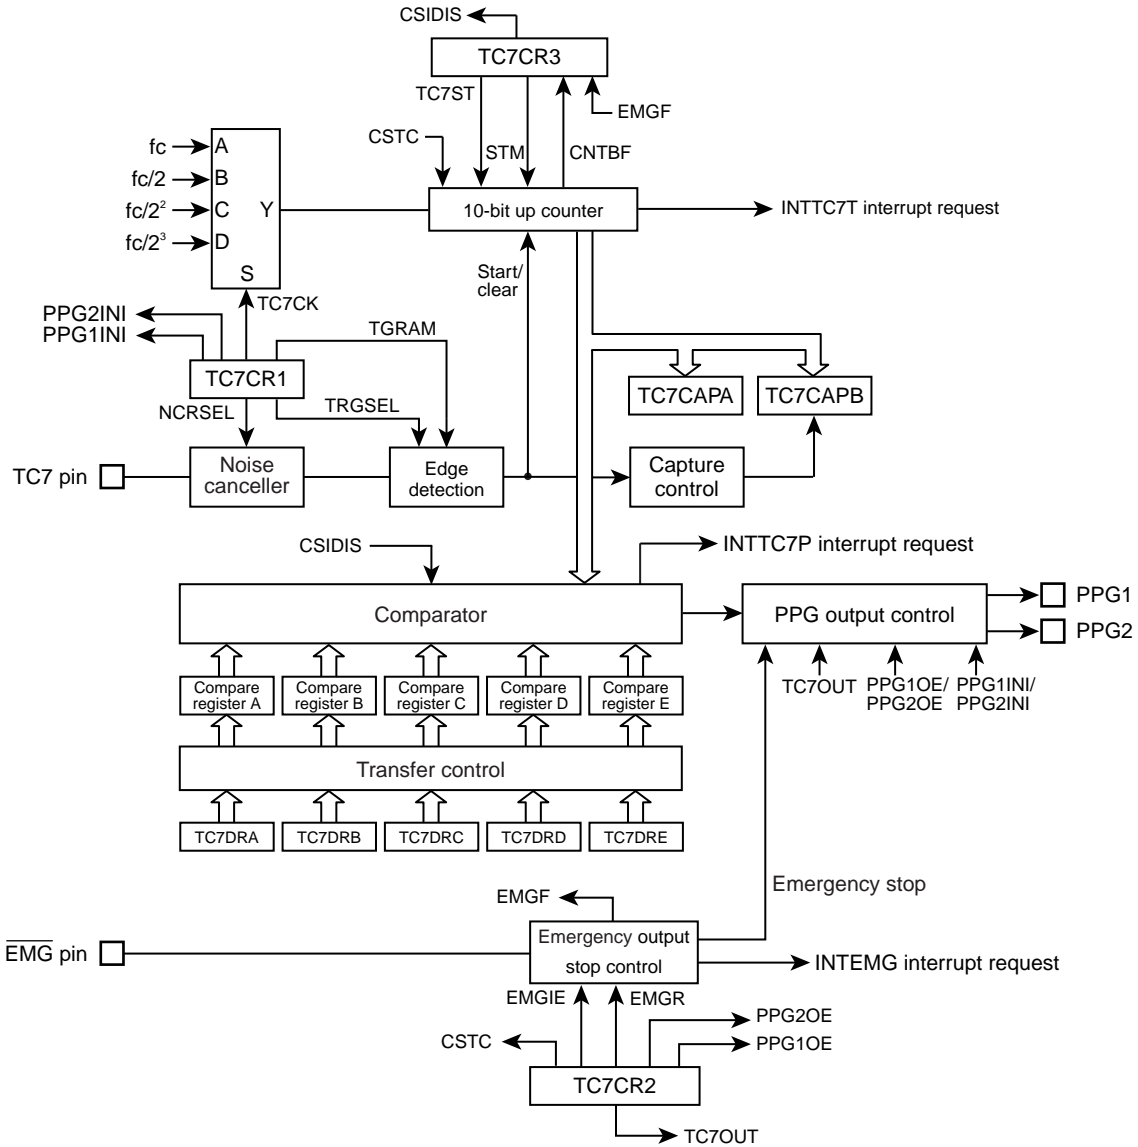 CSIDIS
TC7CR3
TC7ST
EMGF
CSTC
STM
CNTBF
fc
A
fc/2
B
fc/2²
C
Y
fc/2³
D
S
10-bit up counter
INTTC7T interrupt request
Start/
clear
TC7CK
PPG2INI
PPG1INI
TGRAM
TC7CR1
TC7CAPA
TC7CAPB
NCRSEL
TRGSEL
TC7 pin
Noise
canceller
Edge
detection
Capture
control
CSIDIS
INTTC7P interrupt request
Comparator
PPG output control
PPG1
PPG2
TC7OUT
PPG1OE/
PPG2OE
PPG1INI/
PPG2INI
Compare
register A
Compare
register B
Compare
register C
Compare
register D
Compare
register E
Transfer control
TC7DRA
TC7DRB
TC7DRC
TC7DRD
TC7DRE
Emergency stop
EMGF
EMG pin
Emergency output
stop control
INTEMG interrupt request
EMGIE
EMGR
PPG2OE
CSTC
PPG1OE
TC7CR2
TC7OUT